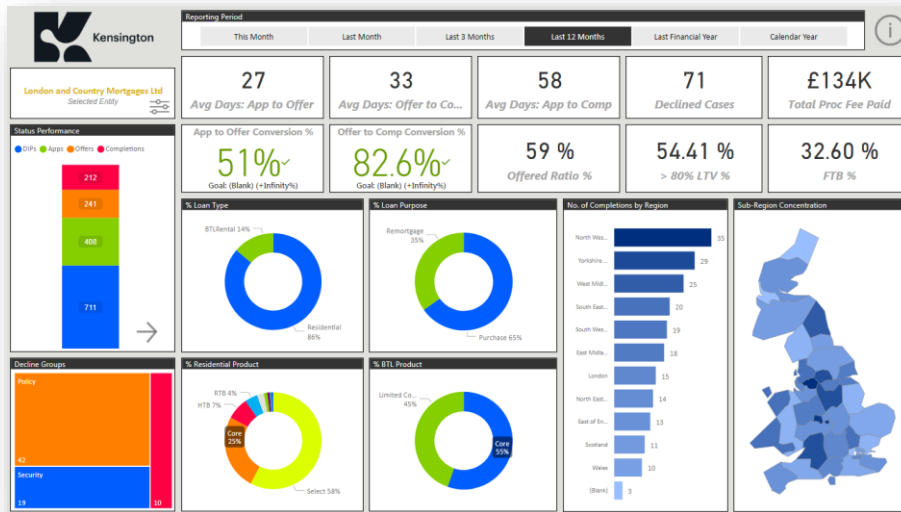 Kensington
Reporting Period
This Month
Last Month
Last 3 Months
Last 12 Months
Last Financial Year
Calendar Year
i
London and Country Mortgages Ltd
Selected Entity
27
Avg Days: App to Offer
33
Avg Days: Offer to Co...
58
Avg Days: App to Comp
71
Declined Cases
£134K
Total Proc Fee Paid
App to Offer Conversion %
51%
Goal: (Blank) (+Infinity%)
Offer to Comp Conversion %
82.6%
Goal: (Blank) (+Infinity%)
59 %
Offered Ratio %
54.41 %
> 80% LTV %
32.60 %
FTB %
Status Performance
DIPs Apps Offers Completions
212
241
408
711
% Loan Type
BTLRental 14%
Residential
86%
% Loan Purpose
Remortgage
35%
Purchase 65%
No. of Completions by Region
North Wes... 35
Yorkshire ... 29
West Midl... 25
South East... 20
South Wes... 19
East Midla... 18
London 15
North East... 14
East of En... 13
Scotland 11
Wales 10
(Blank) 3
Sub-Region Concentration
Decline Groups
Policy
42
Security
19
10
% Residential Product
RTB 4%
HTB 7%
Core
25%
Select 58%
% BTL Product
Limited Co...
45%
Core
55%